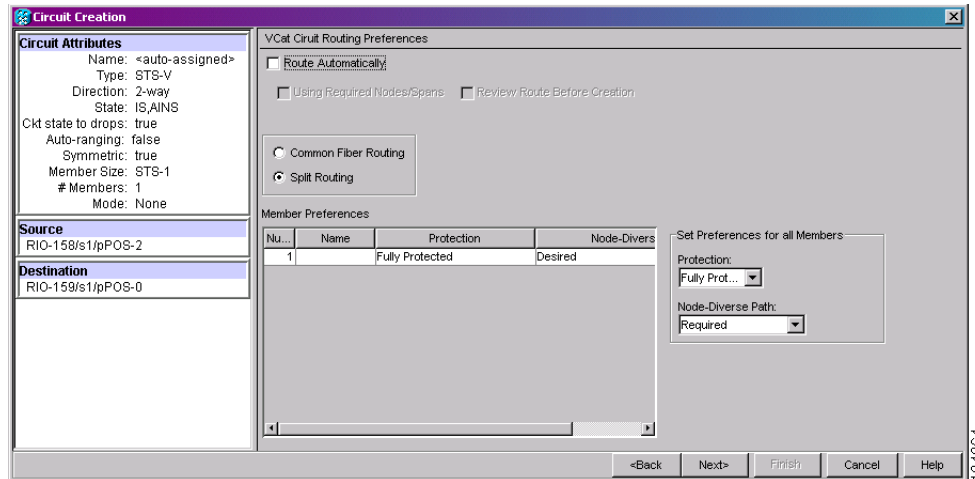 Circuit Creation
Circuit Attributes
Name: <auto-assigned>
Type: STS-V
Direction: 2-way
State: IS,AINS
Ckt state to drops: true
Auto-ranging: false
Symmetric: true
Member Size: STS-1
# Members: 1
Mode: None
Source
RIO-158/s1/pPOS-2
Destination
RIO-159/s1/pPOS-0
VCat Ciruit Routing Preferences
Route Automatically
Using Required Nodes/Spans Review Route Before Creation
Common Fiber Routing
Split Routing
Member Preferences
Nu... Name Protection Node-Divers
1 Fully Protected Desired
Set Preferences for all Members
Protection:
Fully Prot...
Node-Diverse Path:
Required
<Back Next> Finish Cancel Help